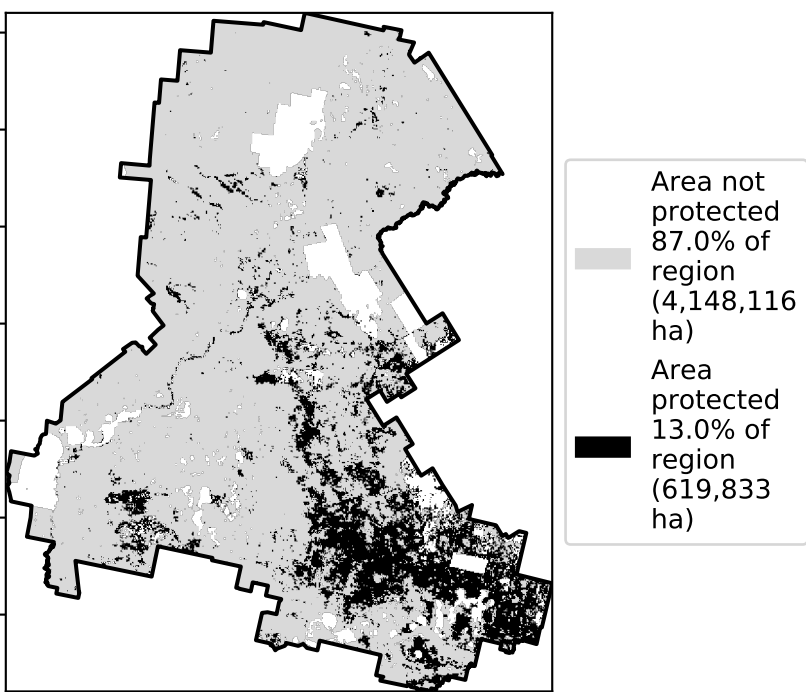 Area not
protected
87.0% of
region
(4,148,116
ha)
Area
protected
13.0% of
region
(619,833
ha)